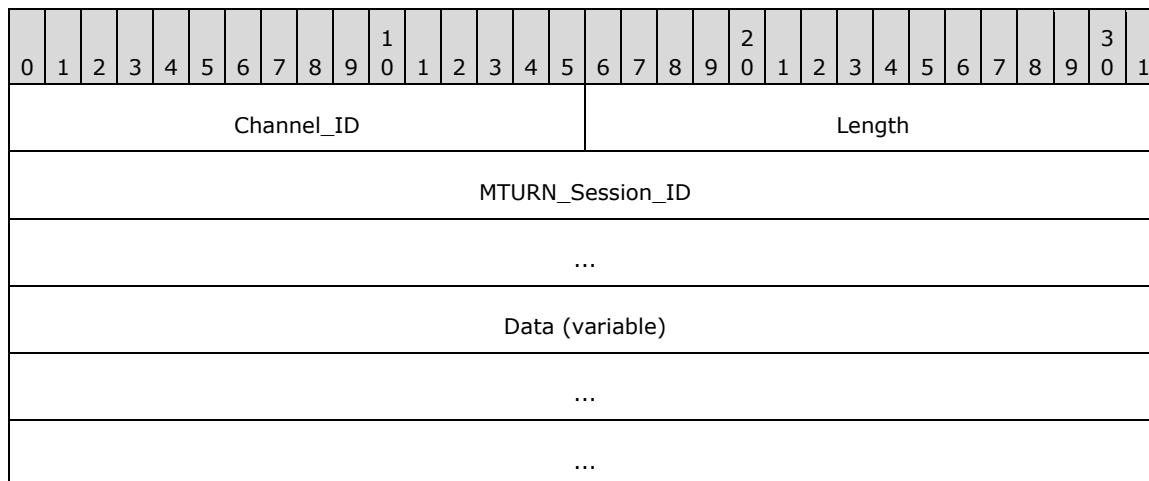 1 2 3
0 1 2 3 4 5 6 7 8 9 0 1 2 3 4 5 6 7 8 9 0 1 2 3 4 5 6 7 8 9 0 1
Channel_ID Length
MTURN_Session_ID
...
Data (variable)
...
...